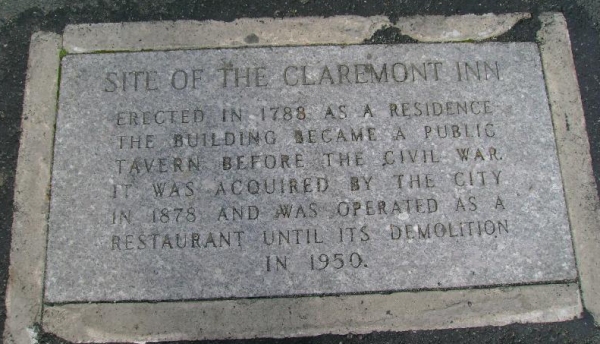 SITE OF THE CLAREMONT INN
ERECTED IN 1788 AS A RESIDENCE
THE BUILDING BECAME A PUBLIC
TAVERN BEFORE THE CIVIL WAR.
IT WAS ACQUIRED BY THE CITY
IN 1878 AND WAS OPERATED AS A
RESTAURANT UNTIL ITS DEMOLITION
IN 1950.